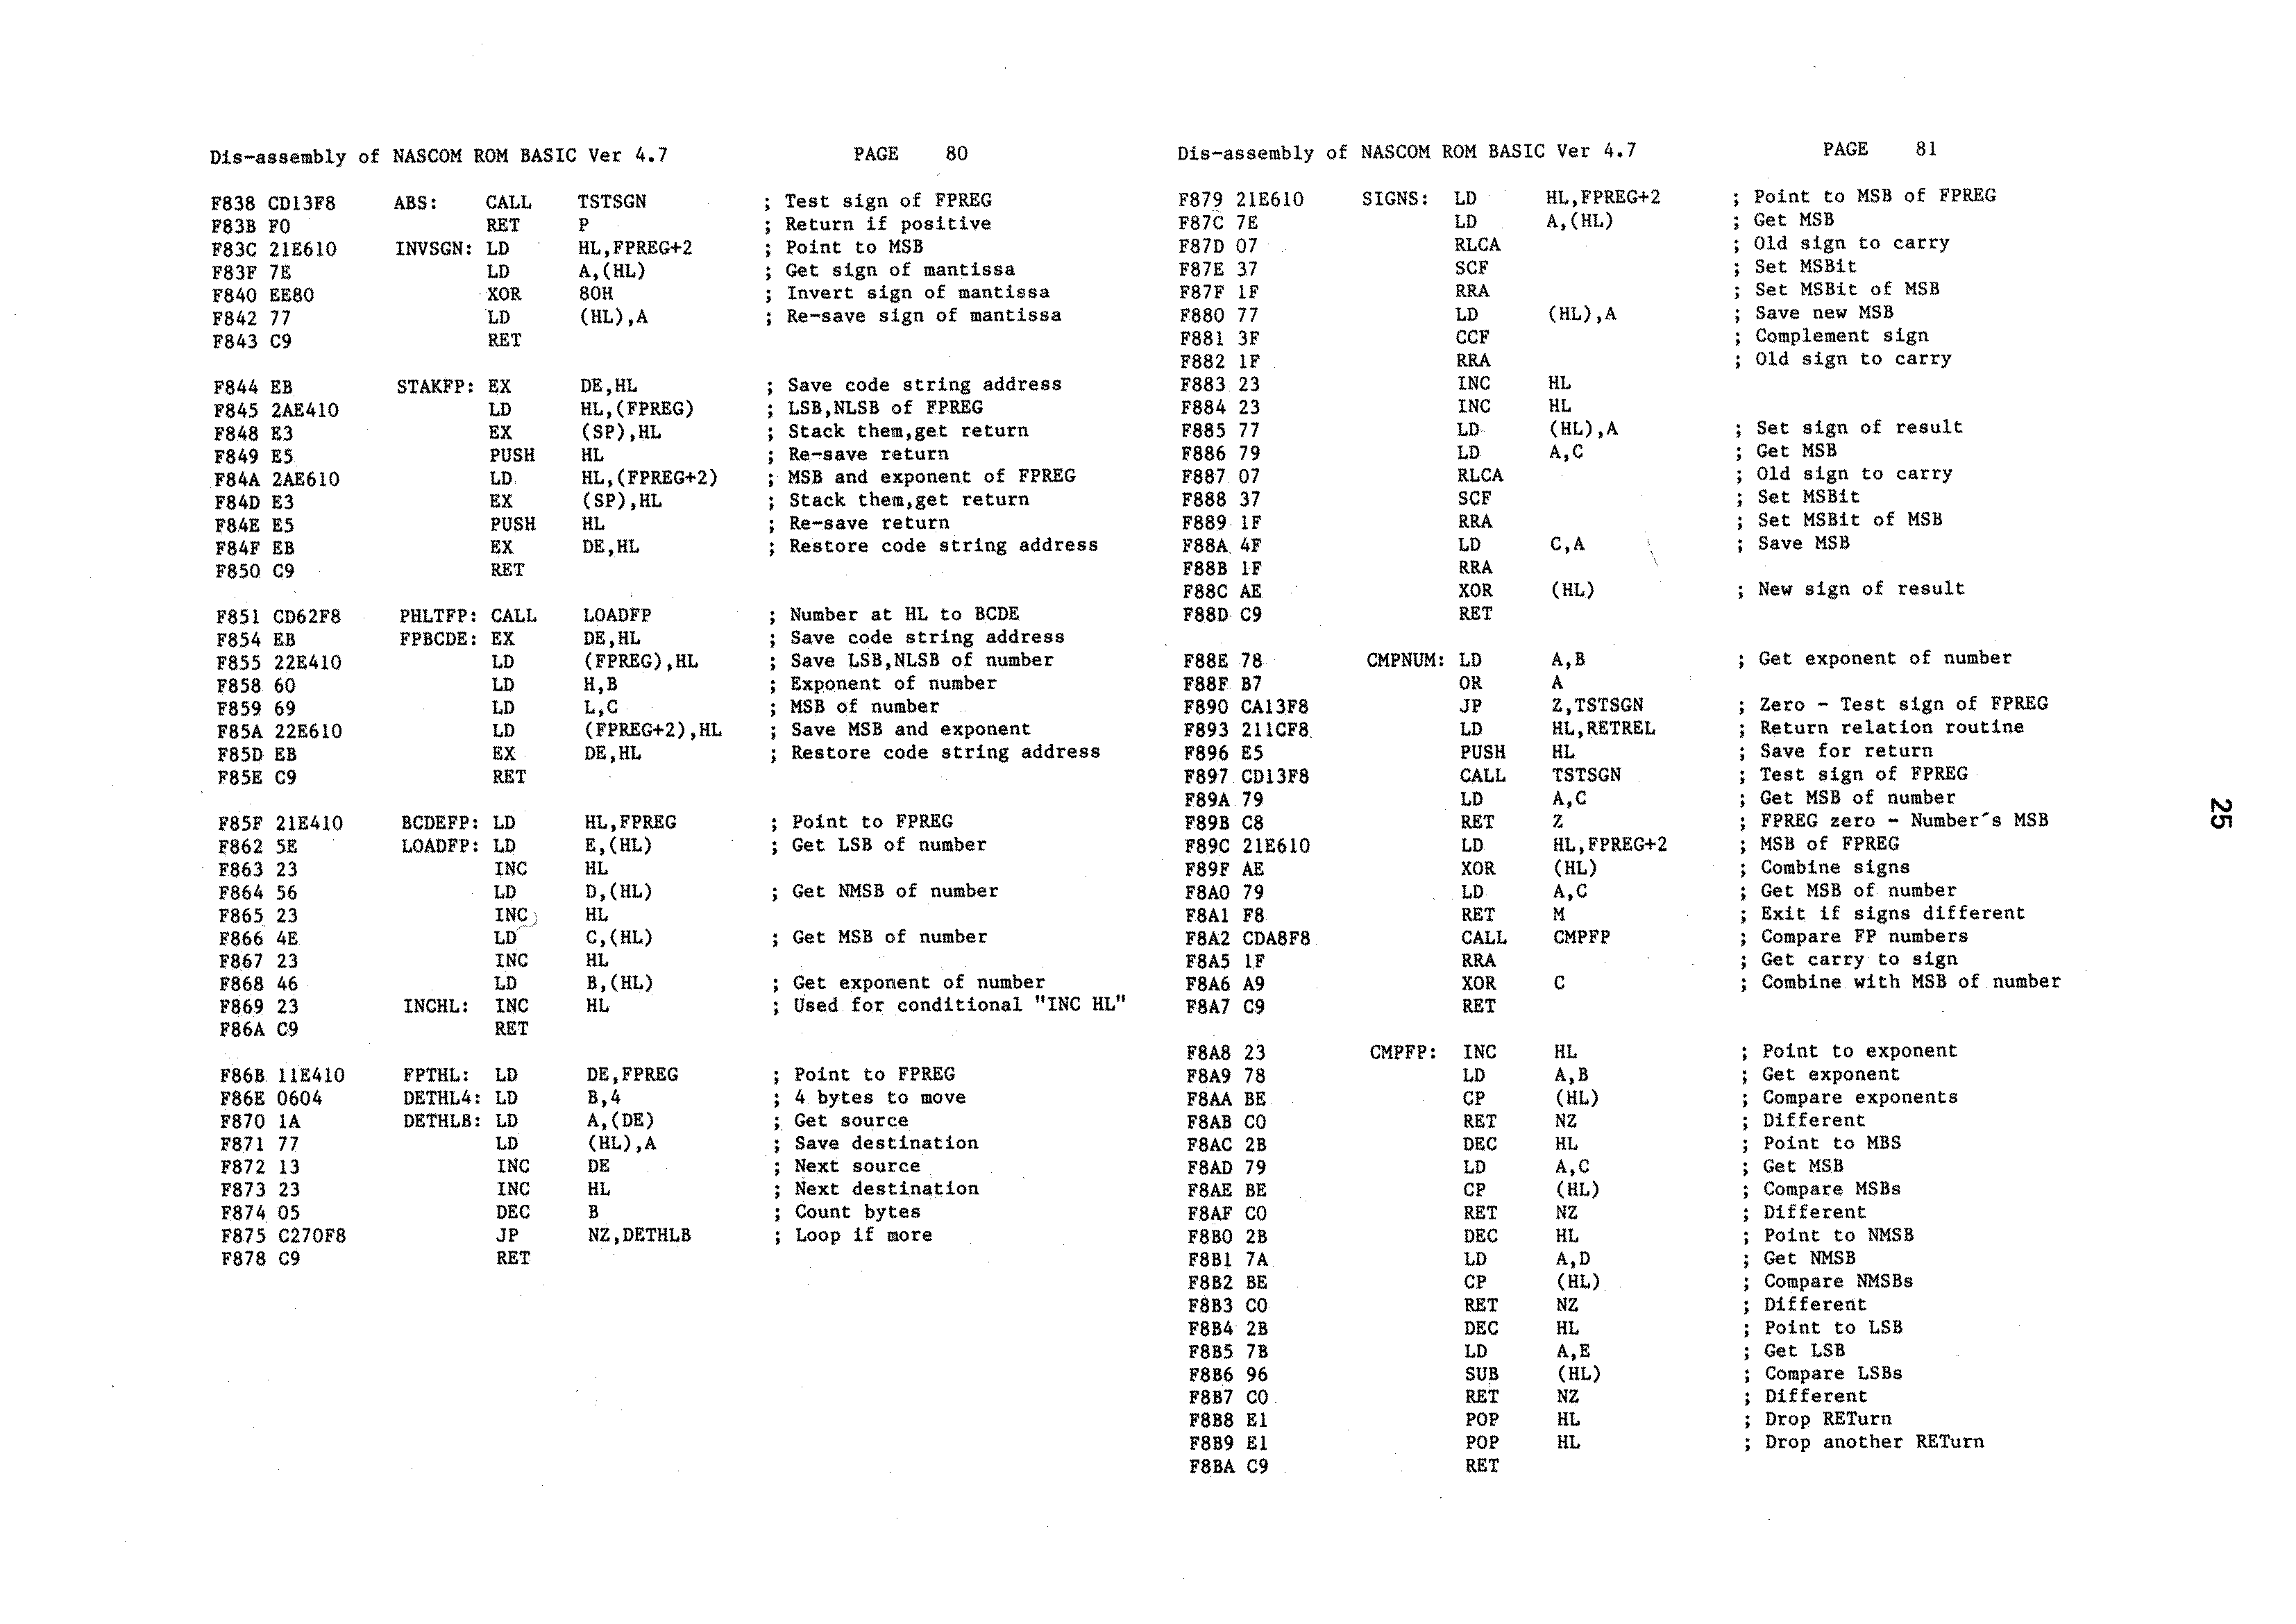 Dis-assembly of NASCOM ROM BASIC Ver 4.7 PAGE 80
F838 CD13F8 ABS: CALL TSTSGN ; Test sign of FPREG
F83B F0 RET P ; Return if positive
F83C 21E610 INVSGN: LD HL,FPREG+2 ; Point to MSB
F83F 7E LD A,(HL) ; Get sign of mantissa
F840 EE80 XOR 80H ; Invert sign of mantissa
F842 77 LD (HL),A ; Re-save sign of mantissa
F843 C9 RET
F844 EB STAKFP: EX DE,HL ; Save code string address
F845 2AE410 LD HL,(FPREG) ; LSB,NLSB of FPREG
F848 E3 EX (SP),HL ; Stack them,get return
F849 E5 PUSH HL ; Re-save return
F84A 2AE610 LD HL,(FPREG+2) ; MSB and exponent of FPREG
F84D E3 EX (SP),HL ; Stack them,get return
F84E E5 PUSH HL ; Re-save return
F84F EB EX DE,HL ; Restore code string address
F850 C9 RET
F851 CD62F8 PHLTFP: CALL LOADFP ; Number at HL to BCDE
F854 EB FPBCDE: EX DE,HL ; Save code string address
F855 22E410 LD (FPREG),HL ; Save LSB,NLSB of number
F858 60 LD H,B ; Exponent of number
F859 69 LD L,C ; MSB of number
F85A 22E610 LD (FPREG+2),HL ; Save MSB and exponent
F85D EB EX DE,HL ; Restore code string address
F85E C9 RET
F85F 21E410 BCDEFP: LD HL,FPREG ; Point to FPREG
F862 5E LOADFP: LD E,(HL) ; Get LSB of number
F863 23 INC HL
F864 56 LD D,(HL) ; Get NMSB of number
F865 23 INC HL
F866 4E LD C,(HL) ; Get MSB of number
F867 23 INC HL
F868 46 LD B,(HL) ; Get exponent of number
F869 23 INCHL: INC HL ; Used for conditional "INC HL"
F86A C9 RET
F86B 11E410 FPTHL: LD DE,FPREG ; Point to FPREG
F86E 0604 DETHL4: LD B,4 ; 4 bytes to move
F870 1A DETHLB: LD A,(DE) ; Get source
F871 77 LD (HL),A ; Save destination
F872 13 INC DE ; Next source
F873 23 INC HL ; Next destination
F874 05 DEC B ; Count bytes
F875 C270F8 JP NZ,DETHLB ; Loop if more
F878 C9 RET
Dis-assembly of NASCOM ROM BASIC Ver 4.7 PAGE 81
F879 21E610 SIGNS: LD HL,FPREG+2 ; Point to MSB of FPREG
F87C 7E LD A,(HL) ; Get MSB
F87D 07 RLCA ; Old sign to carry
F87E 37 SCF ; Set MSBit
F87F 1F RRA ; Set MSBit of MSB
F880 77 LD (HL),A ; Save new MSB
F881 3F CCF ; Complement sign
F882 1F RRA ; Old sign to carry
F883 23 INC HL
F884 23 INC HL
F885 77 LD (HL),A ; Set sign of result
F886 79 LD A,C ; Get MSB
F887 07 RLCA ; Old sign to carry
F888 37 SCF ; Set MSBit
F889 1F RRA ; Set MSBit of MSB
F88A 4F LD C,A ; Save MSB
F88B 1F RRA
F88C AE XOR (HL) ; New sign of result
F88D C9 RET
F88E 78 CMPNUM: LD A,B ; Get exponent of number
F88F B7 OR A
F890 CA13F8 JP Z,TSTSGN ; Zero - Test sign of FPREG
F893 211CF8 LD HL,RETREL ; Return relation routine
F896 E5 PUSH HL ; Save for return
F897 CD13F8 CALL TSTSGN ; Test sign of FPREG
F89A 79 LD A,C ; Get MSB of number
F89B C8 RET Z ; FPREG zero - Number's MSB
F89C 21E610 LD HL,FPREG+2 ; MSB of FPREG
F89F AE XOR (HL) ; Combine signs
F8A0 79 LD A,C ; Get MSB of number
F8A1 F8 RET M ; Exit if signs different
F8A2 CDA8F8 CALL CMPFP ; Compare FP numbers
F8A5 1F RRA ; Get carry to sign
F8A6 A9 XOR C ; Combine with MSB of number
F8A7 C9 RET
F8A8 23 CMPFP: INC HL ; Point to exponent
F8A9 78 LD A,B ; Get exponent
F8AA BE CP (HL) ; Compare exponents
F8AB C0 RET NZ ; Different
F8AC 2B DEC HL ; Point to MBS
F8AD 79 LD A,C ; Get MSB
F8AE BE CP (HL) ; Compare MSBs
F8AF C0 RET NZ ; Different
F8B0 2B DEC HL ; Point to NMSB
F8B1 7A LD A,D ; Get NMSB
F8B2 BE CP (HL) ; Compare NMSBs
F8B3 C0 RET NZ ; Different
F8B4 2B DEC HL ; Point to LSB
F8B5 7B LD A,E ; Get LSB
F8B6 96 SUB (HL) ; Compare LSBs
F8B7 C0 RET NZ ; Different
F8B8 E1 POP HL ; Drop RETurn
F8B9 E1 POP HL ; Drop another RETurn
F8BA C9 RET
25